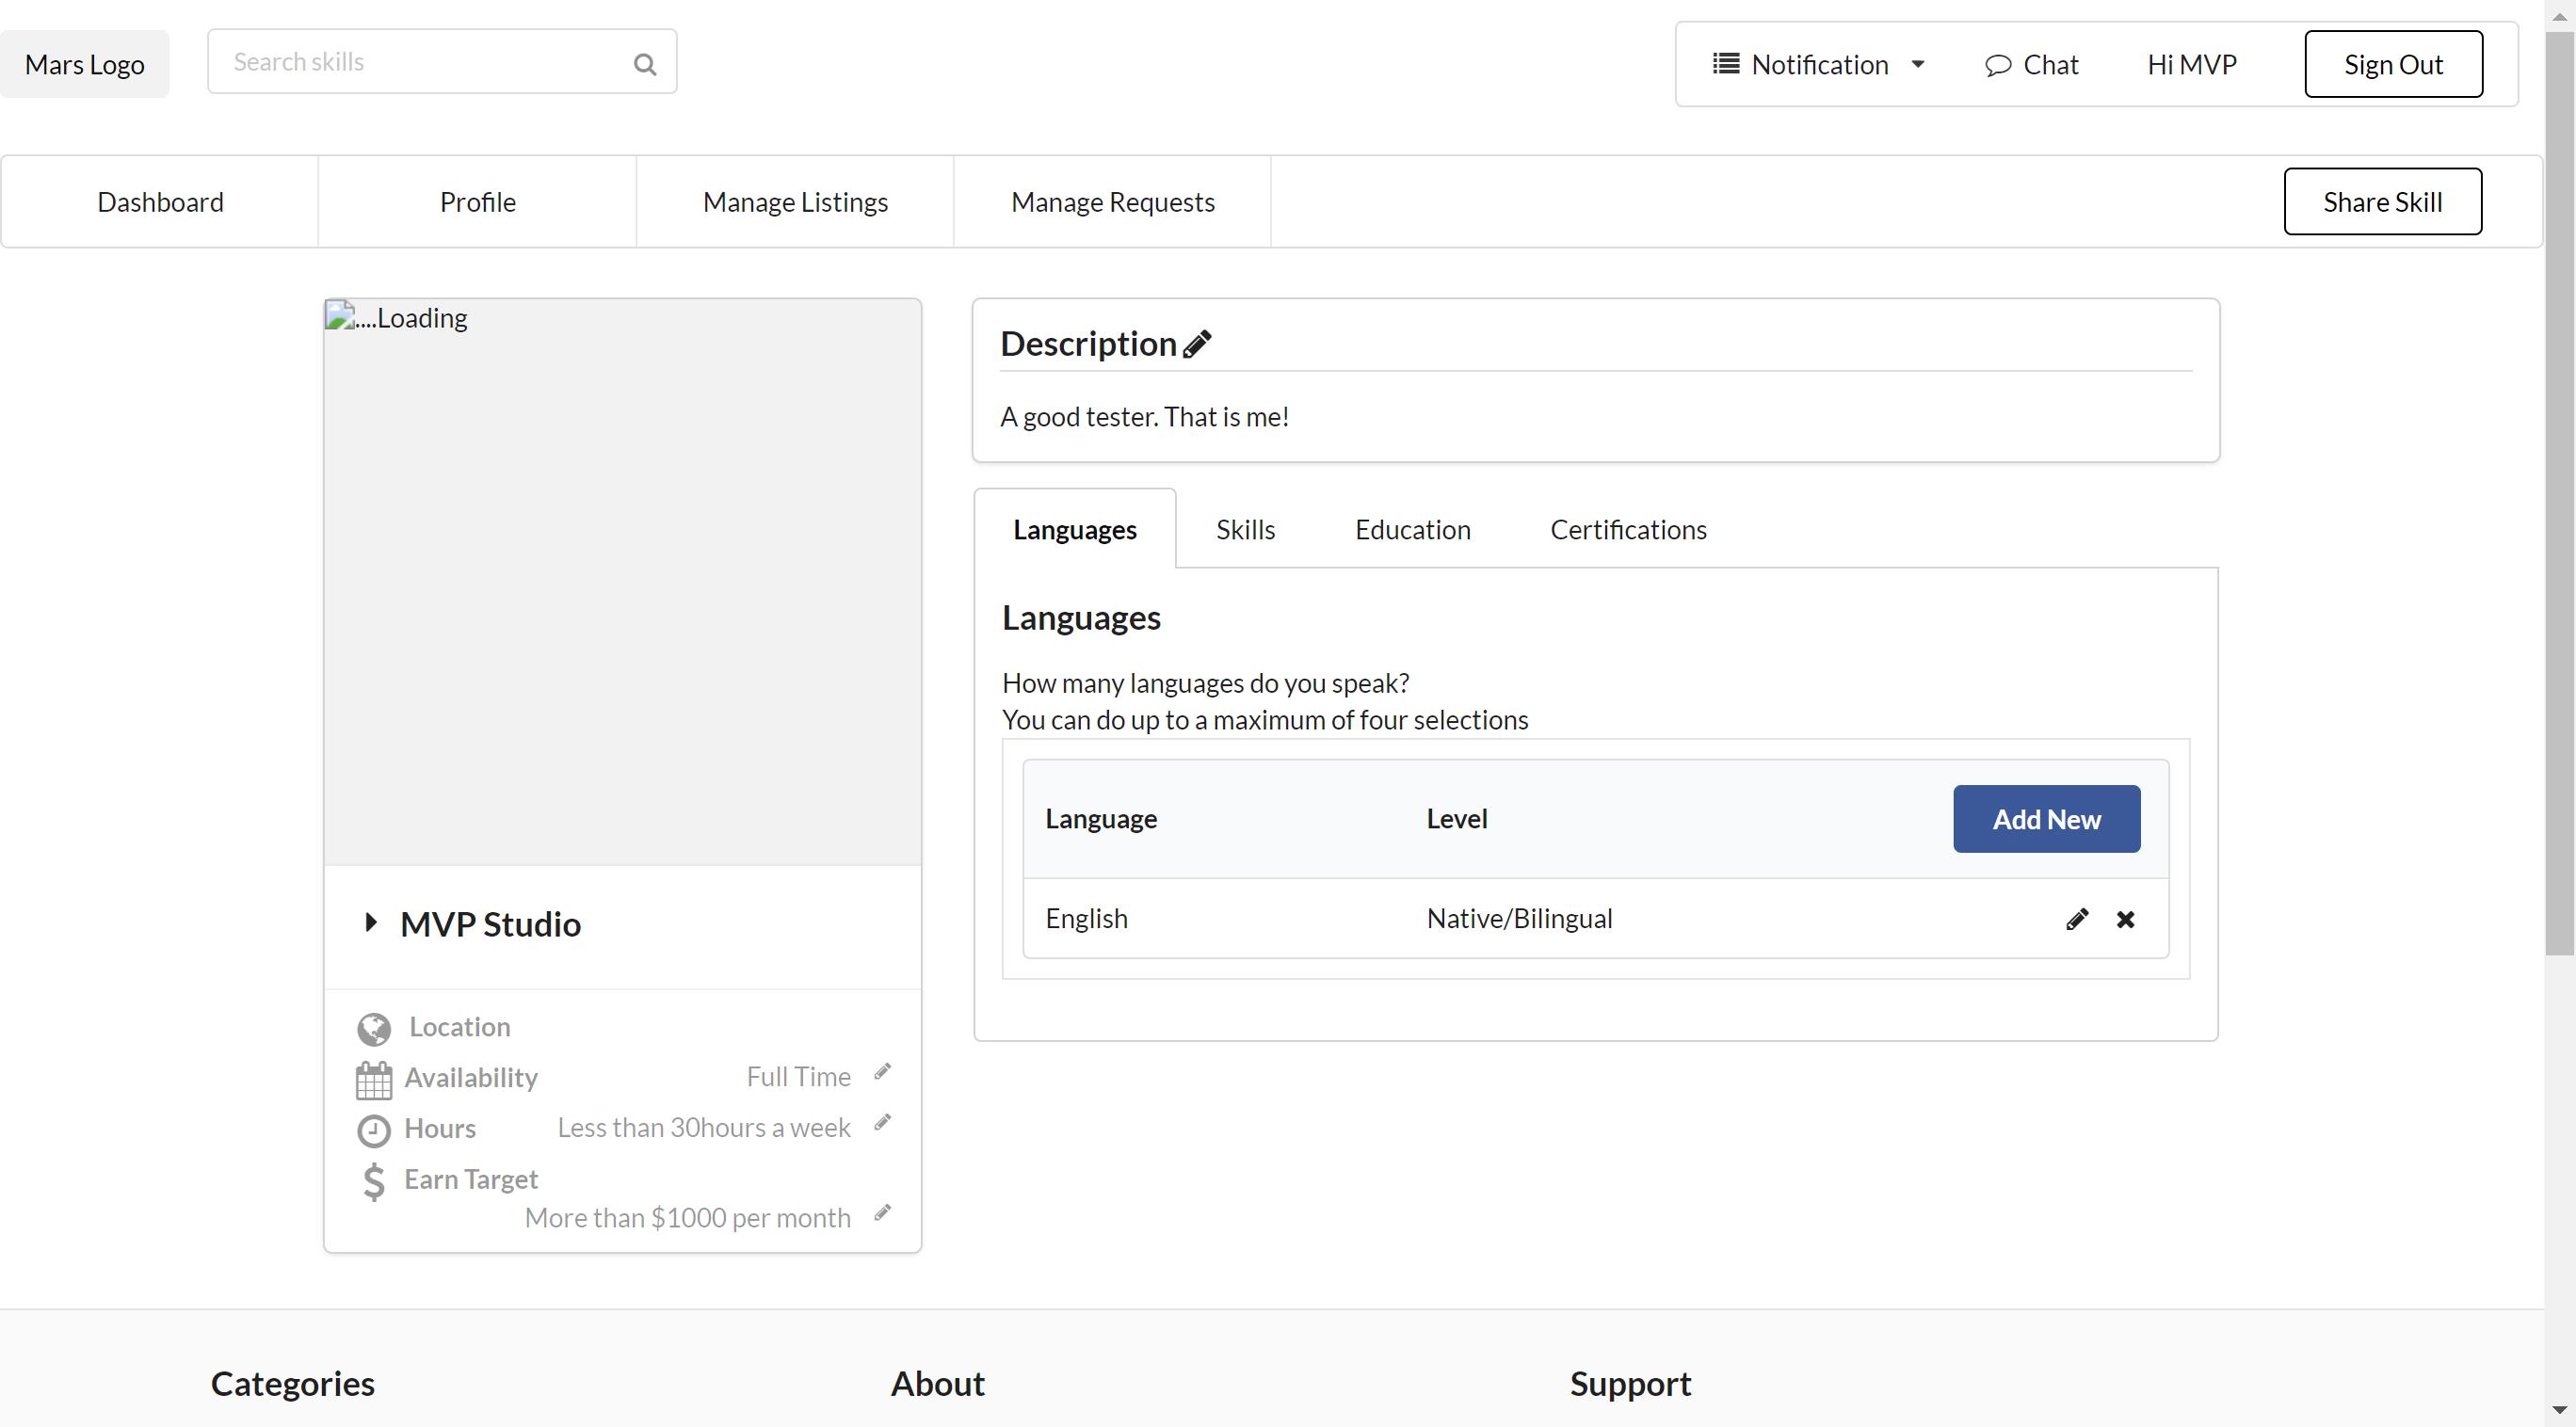 Mars Logo
Search skills
Notification
Chat
Hi MVP
Sign Out
Dashboard
Profile
Manage Listings
Manage Requests
Share Skill
....Loading
MVP Studio
Location
Availability Full Time
Hours Less than 30hours a week
Earn Target
More than $1000 per month
Description
A good tester. That is me!
Languages
Skills
Education
Certifications
Languages
How many languages do you speak?
You can do up to a maximum of four selections
Language Level Add New
English Native/Bilingual
Categories
About
Support